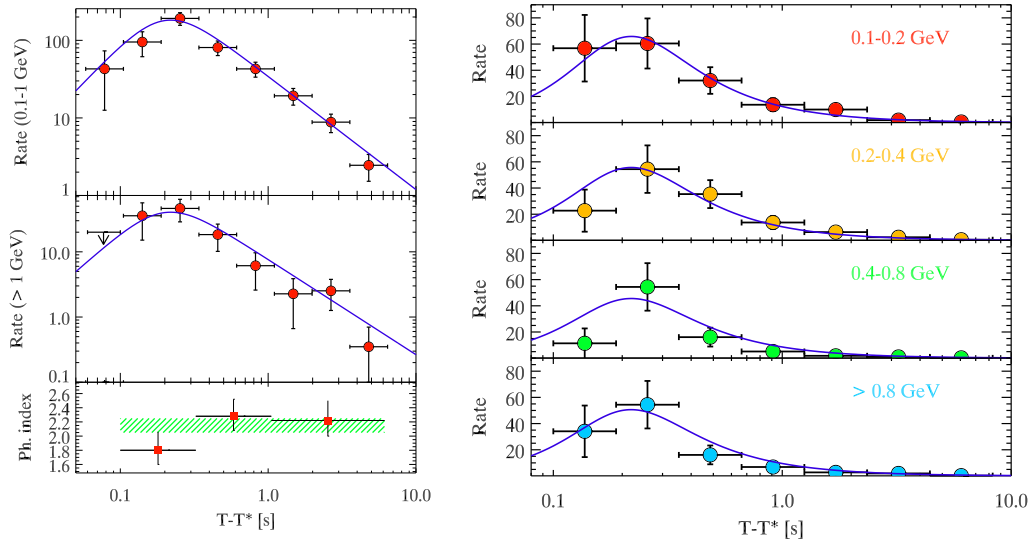 Rate (0.1-1 GeV)
100
10
1
Rate (> 1 GeV)
10.0
1.0
0.1
Ph. index
2.6
2.4
2.2
2.0
1.8
1.6
0.1 1.0 10.0
T-T* [s]
Rate
80
60
40
20
0.1-0.2 GeV
Rate
80
60
40
20
0.2-0.4 GeV
Rate
80
60
40
20
0.4-0.8 GeV
Rate
80
60
40
20
> 0.8 GeV
0.1 1.0 10.0
T-T* [s]